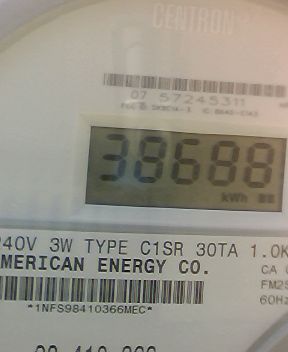 CENTRON
07 57245311
38688
kWh
240V 3W TYPE C1SR 30TA 1.0K
AMERICAN ENERGY CO.
CA
FM2S
60Hz
*1NFS98410366MEC*